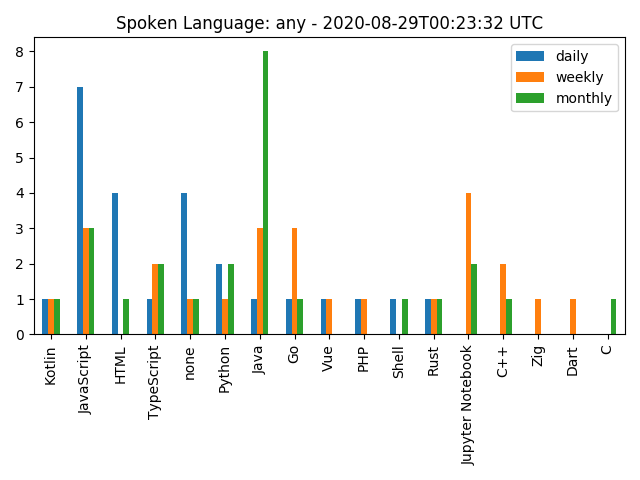 Spoken Language: any - 2020-08-29T00:23:32 UTC
daily
weekly
monthly
8
7
6
5
4
3
2
1
0
Kotlin
JavaScript
HTML
TypeScript
none
Python
Java
Go
Vue
PHP
Shell
Rust
Jupyter Notebook
C++
Zig
Dart
C